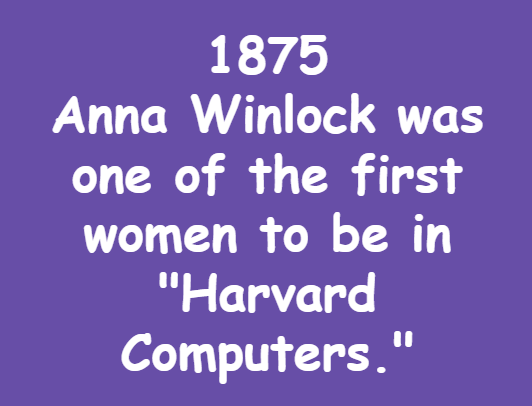 1875
Anna Winlock was
one of the first
women to be in
"Harvard
Computers."